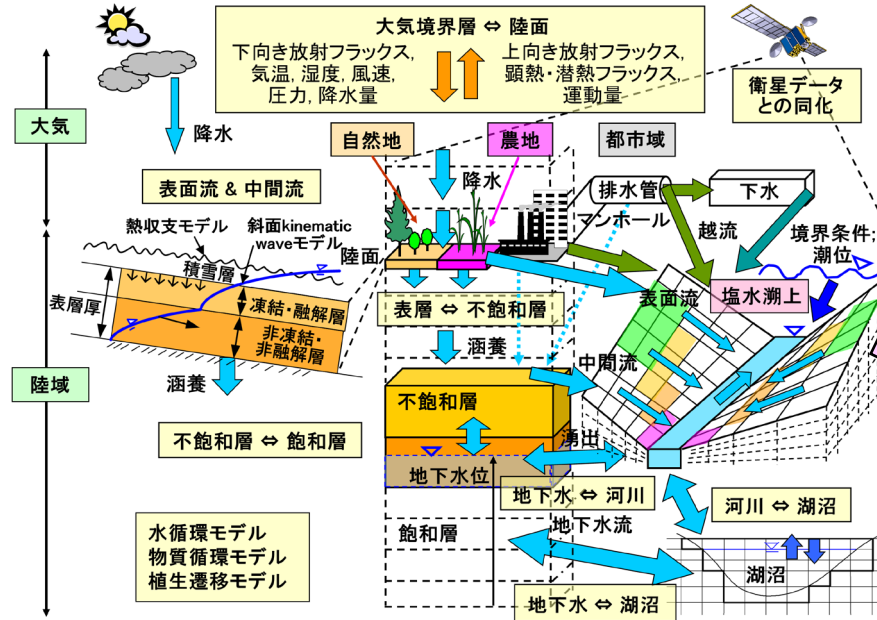 大気境界層 ⇔ 陸面
下向き放射フラックス,
気温, 湿度, 風速,
圧力, 降水量
上向き放射フラックス,
顕熱・潜熱フラックス,
運動量
衛星データ
との同化
大気
降水
自然地
農地
都市域
降水
排水管
下水
マンホール
越流
境界条件;
潮位
表面流 & 中間流
熱収支モデル
斜面kinematic
waveモデル
陸面
積雪層
表層厚
凍結・融解層
非凍結・
非融解層
表層 ⇔ 不飽和層
表面流
塩水遡上
涵養
涵養
中間流
陸域
不飽和層
不飽和層 ⇔ 飽和層
湧出
地下水位
地下水 ⇔ 河川
河川 ⇔ 湖沼
水循環モデル
物質循環モデル
植生遷移モデル
飽和層
地下水流
湖沼
地下水 ⇔ 湖沼